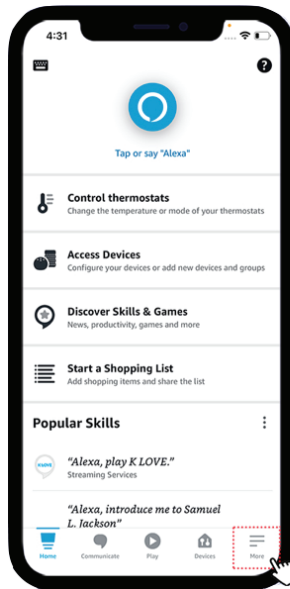 4:31
Tap or say "Alexa"
Control thermostats
Change the temperature or mode of your thermostats
Access Devices
Configure your devices or add new devices and groups
Discover Skills & Games
News, productivity, games and more
Start a Shopping List
Add shopping items and share the list
Popular Skills
"Alexa, play K LOVE."
Streaming Services
"Alexa, introduce me to Samuel
L. Jackson"
Home Communicate Play Devices More